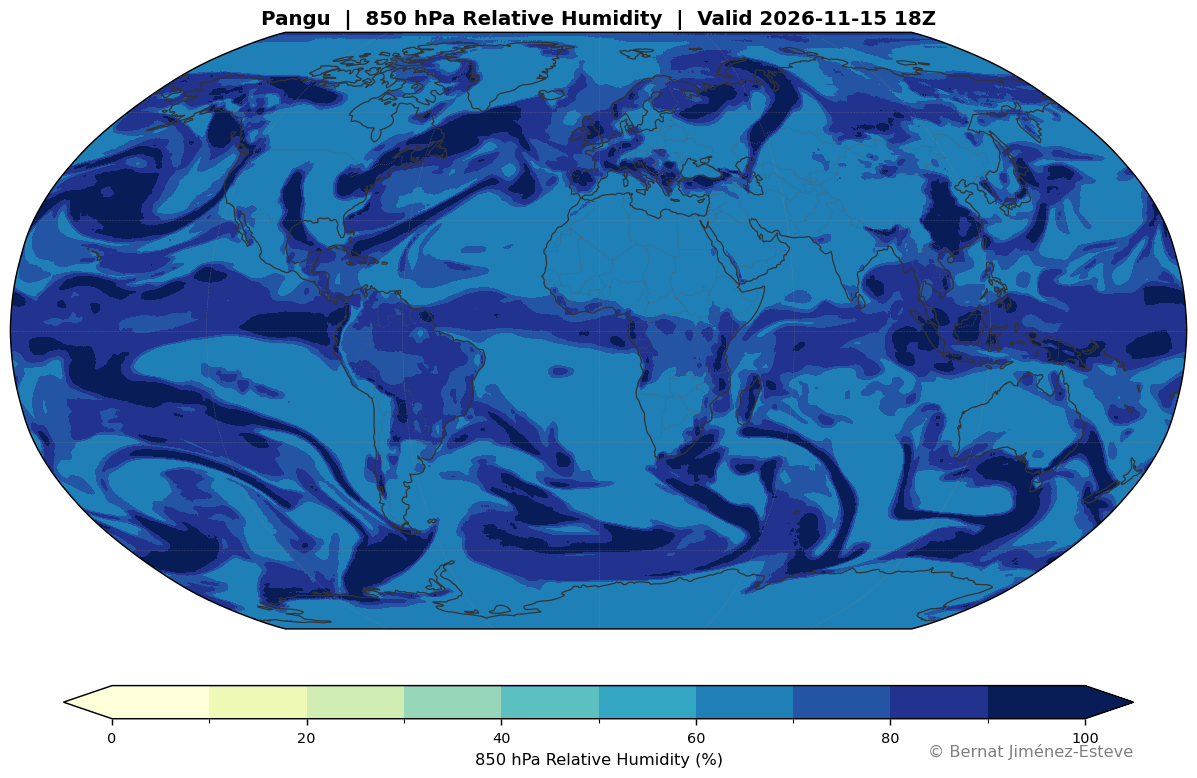 Pangu | 850 hPa Relative Humidity | Valid 2026-11-15 18Z
0 20 40 60 80 100
850 hPa Relative Humidity (%)
© Bernat Jiménez-Esteve